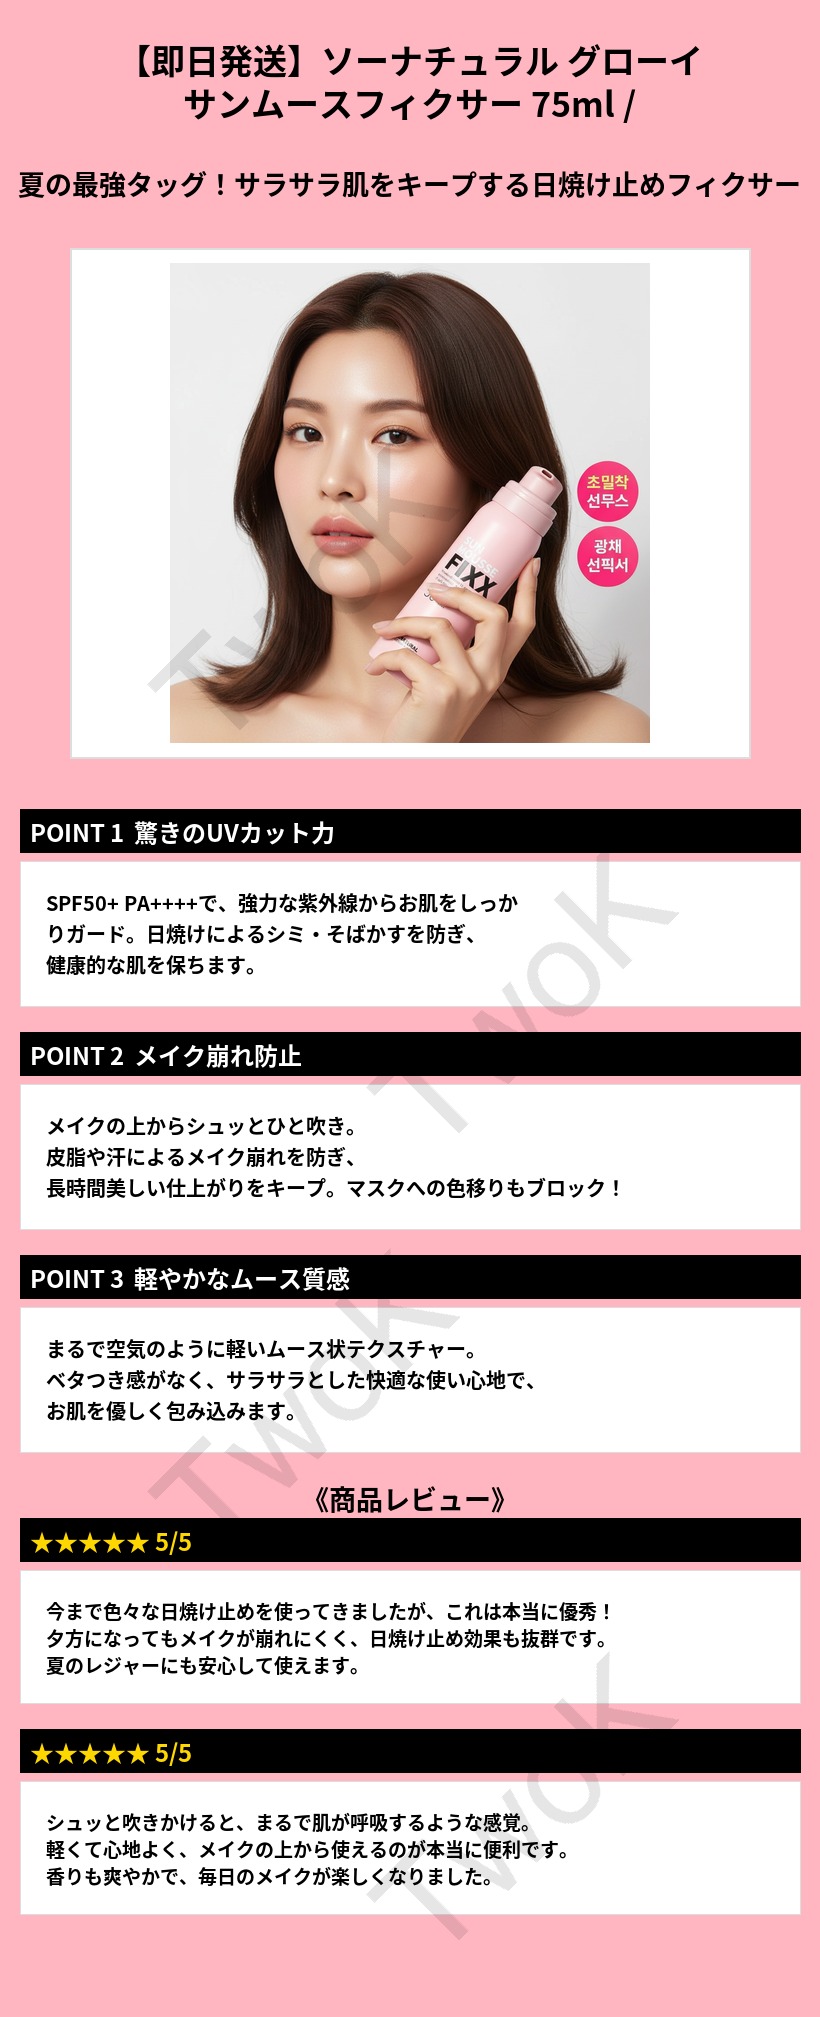 【即日発送】ソーナチュラル グローイ
サンムースフィクサー 75ml /
夏の最強タッグ！サラサラ肌をキープする日焼け止めフィクサー
초밀착
선무스
광채
선픽서
SUN
MOUSSE
FIXX
TwoK
POINT 1 驚きのUVカット力
SPF50+ PA++++で、強力な紫外線からお肌をしっか
りガード。日焼けによるシミ・そばかすを防ぎ、
健康的な肌を保ちます。
TwoK
POINT 2 メイク崩れ防止
メイクの上からシュッとひと吹き。
皮脂や汗によるメイク崩れを防ぎ、
長時間美しい仕上がりをキープ。マスクへの色移りもブロック！
POINT 3 軽やかなムース質感
まるで空気のように軽いムース状テクスチャー。
ベタつき感がなく、サラサラとした快適な使い心地で、
お肌を優しく包み込みます。
TwoK
《商品レビュー》
★★★★★ 5/5
今まで色々な日焼け止めを使ってきましたが、これは本当に優秀！
夕方になってもメイクが崩れにくく、日焼け止め効果も抜群です。
夏のレジャーにも安心して使えます。
★★★★★ 5/5
シュッと吹きかけると、まるで肌が呼吸するような感覚。
軽くて心地よく、メイクの上から使えるのが本当に便利です。
香りも爽やかで、毎日のメイクが楽しくなりました。
TwoK